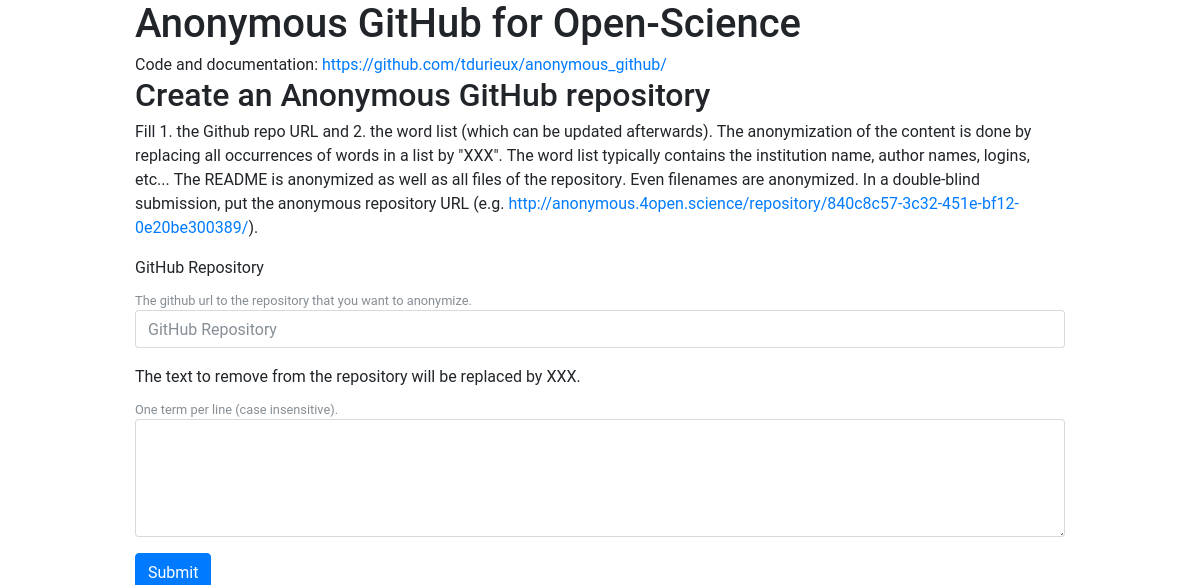 Anonymous GitHub for Open-Science
Code and documentation: https://github.com/tdurieux/anonymous_github/
Create an Anonymous GitHub repository
Fill 1. the Github repo URL and 2. the word list (which can be updated afterwards). The anonymization of the content is done by
replacing all occurrences of words in a list by "XXX". The word list typically contains the institution name, author names, logins,
etc... The README is anonymized as well as all files of the repository. Even filenames are anonymized. In a double-blind
submission, put the anonymous repository URL (e.g. http://anonymous.4open.science/repository/840c8c57-3c32-451e-bf12-
0e20be300389/).
GitHub Repository
The github url to the repository that you want to anonymize.
GitHub Repository
The text to remove from the repository will be replaced by XXX.
One term per line (case insensitive).
Submit